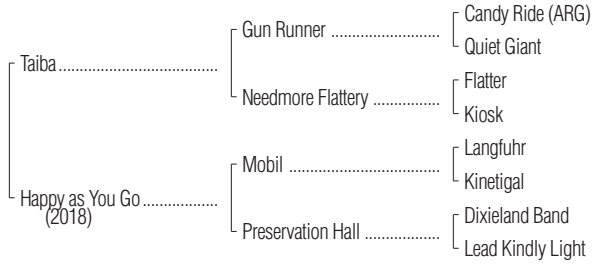 Candy Ride (ARG)
Gun Runner ....................
Quiet Giant
Taiba.............................
Flatter
Needmore Flattery ............
Kiosk
Langfuhr
Mobil ..........................
Kinetigal
Happy as You Go .............
(2018)
Dixieland Band
Preservation Hall ..............
Lead Kindly Light